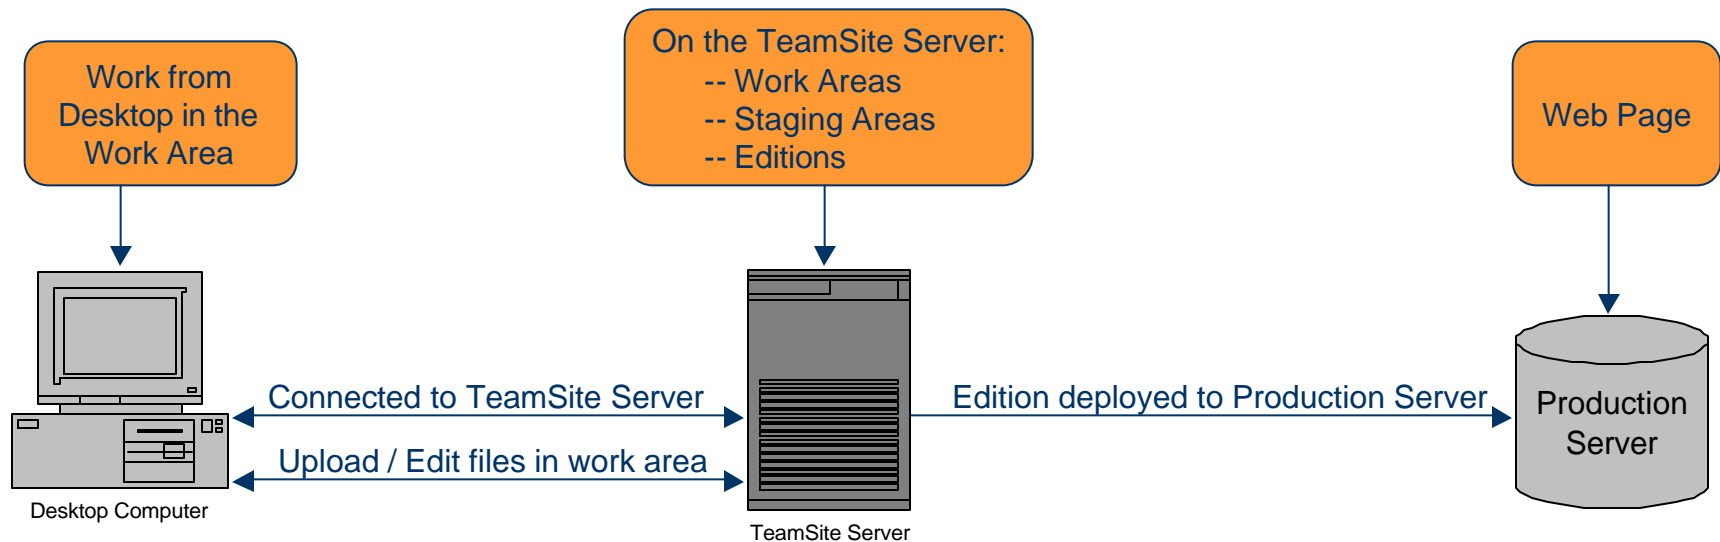 Work from
Desktop in the
Work Area
On the TeamSite Server:
-- Work Areas
-- Staging Areas
-- Editions
Web Page
Connected to TeamSite Server
Upload / Edit files in work area
Edition deployed to Production Server
Production
Server
Desktop Computer
TeamSite Server